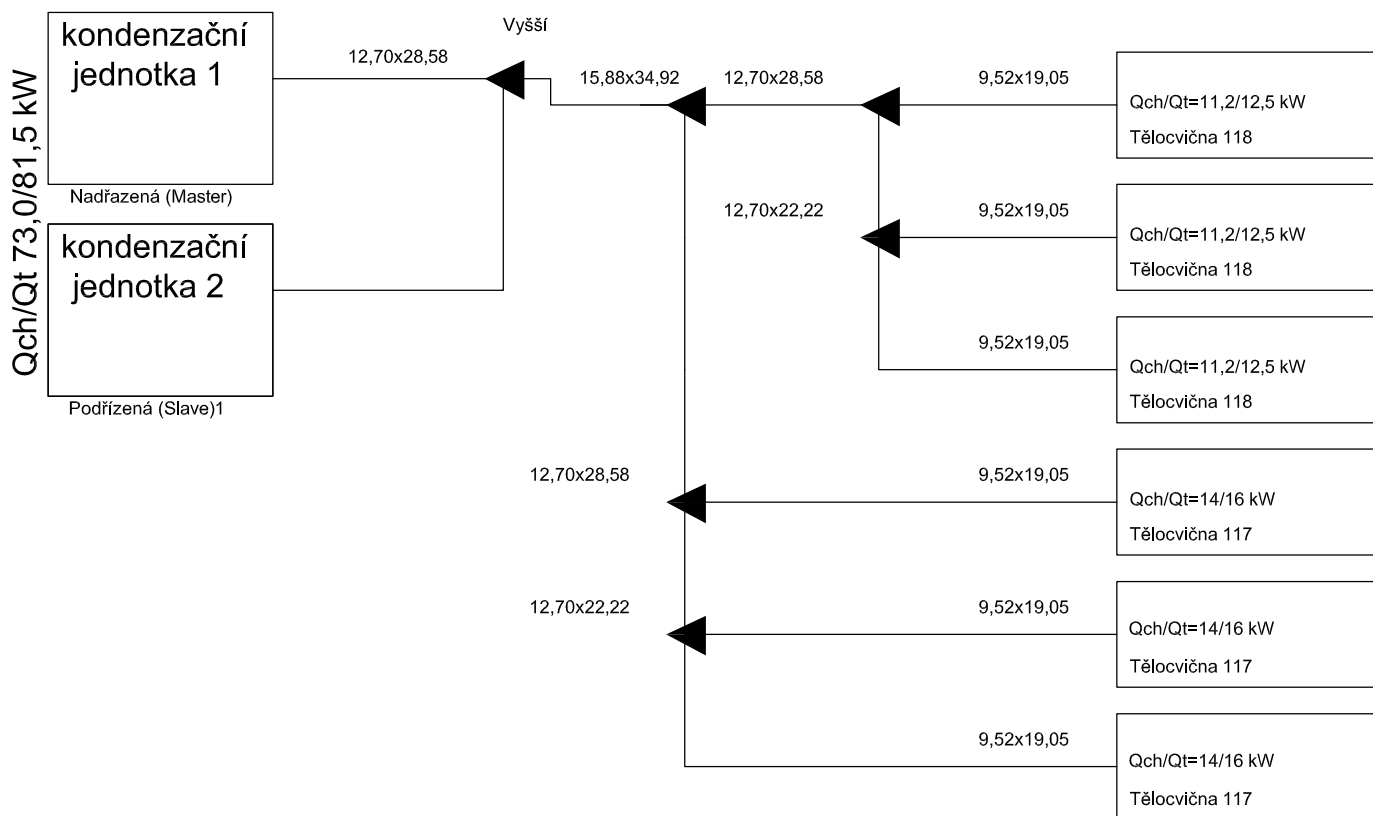 Qch/Qt 73,0/81,5 kW
kondenzační
jednotka 1
Nadřazená (Master)
kondenzační
jednotka 2
Podřízená (Slave)1
12,70x28,58
Vyšší
15,88x34,92
12,70x28,58
9,52x19,05
Qch/Qt=11,2/12,5 kW
Tělocvična 118
12,70x22,22
9,52x19,05
Qch/Qt=11,2/12,5 kW
Tělocvična 118
9,52x19,05
Qch/Qt=11,2/12,5 kW
Tělocvična 118
12,70x28,58
9,52x19,05
Qch/Qt=14/16 kW
Tělocvična 117
12,70x22,22
9,52x19,05
Qch/Qt=14/16 kW
Tělocvična 117
9,52x19,05
Qch/Qt=14/16 kW
Tělocvična 117